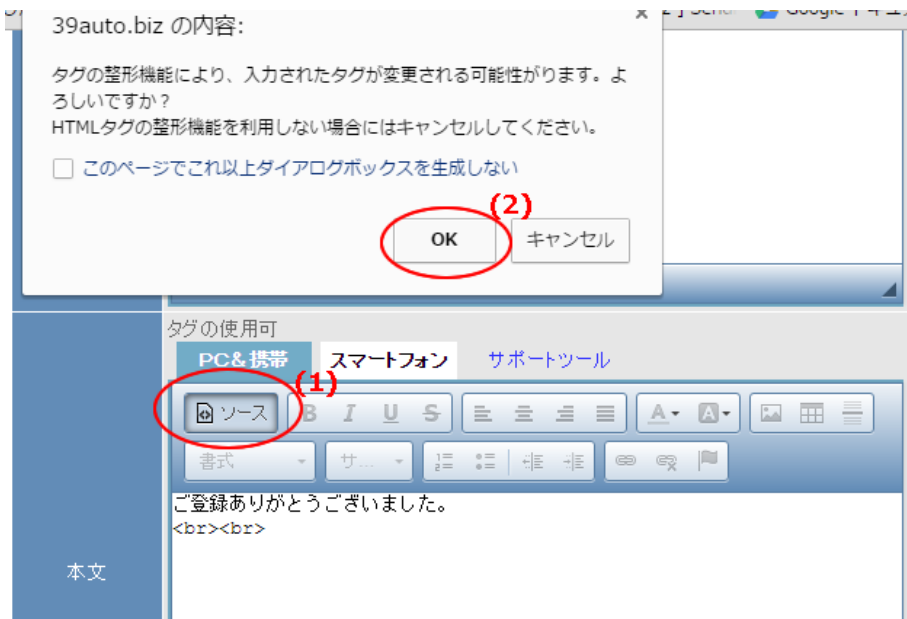 39auto.biz の内容:
タグの整形機能により、入力されたタグが変更される可能性がります。よ
ろしいですか?
HTMLタグの整形機能を利用しない場合にはキャンセルしてください。
このページでこれ以上ダイアログボックスを生成しない
(2)
OK キャンセル
タグの使用可
PC&携帯 スマートフォン サポートツール
(1)
ソース B I U S A A
書式 サ...
ご登録ありがとうございました。
<br><br>
本文